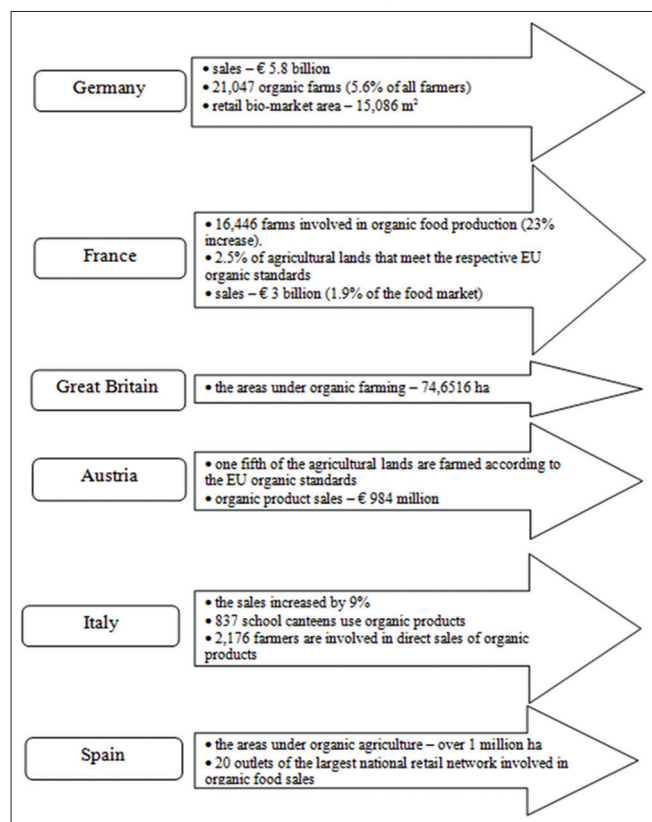 Germany
• sales – € 5.8 billion
• 21,047 organic farms (5.6% of all farmers)
• retail bio-market area – 15,086 m²
France
• 16,446 farms involved in organic food production (23%
increase).
• 2.5% of agricultural lands that meet the respective EU
organic standards
• sales – € 3 billion (1.9% of the food market)
Great Britain
• the areas under organic farming – 74,6516 ha
Austria
• one fifth of the agricultural lands are farmed according to
the EU organic standards
• organic product sales – € 984 million
Italy
• the sales increased by 9%
• 837 school canteens use organic products
• 2,176 farmers are involved in direct sales of organic
products
Spain
• the areas under organic agriculture – over 1 million ha
• 20 outlets of the largest national retail network involved in
organic food sales